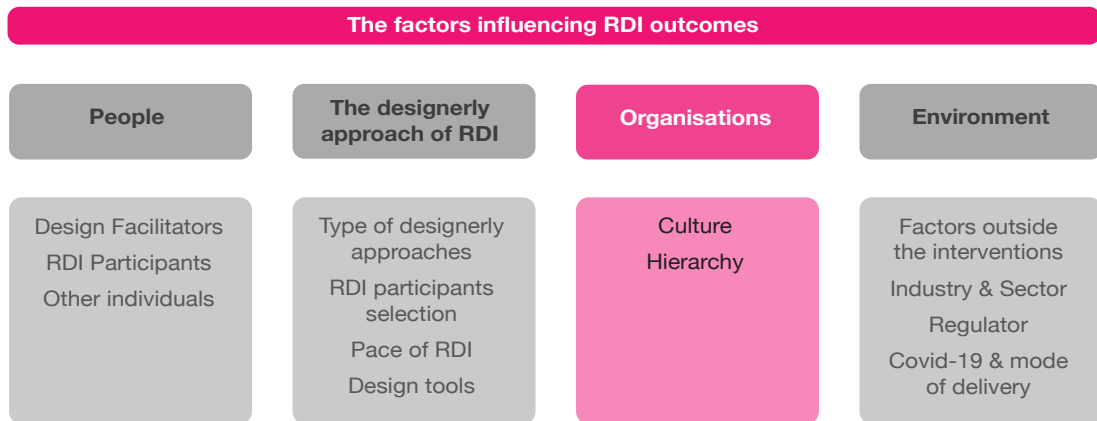 The factors influencing RDI outcomes
People
The designerly
approach of RDI
Organisations
Environment
Design Facilitators
RDI Participants
Other individuals
Type of designerly
approaches
RDI participants
selection
Pace of RDI
Design tools
Culture
Hierarchy
Factors outside
the interventions
Industry & Sector
Regulator
Covid-19 & mode
of delivery